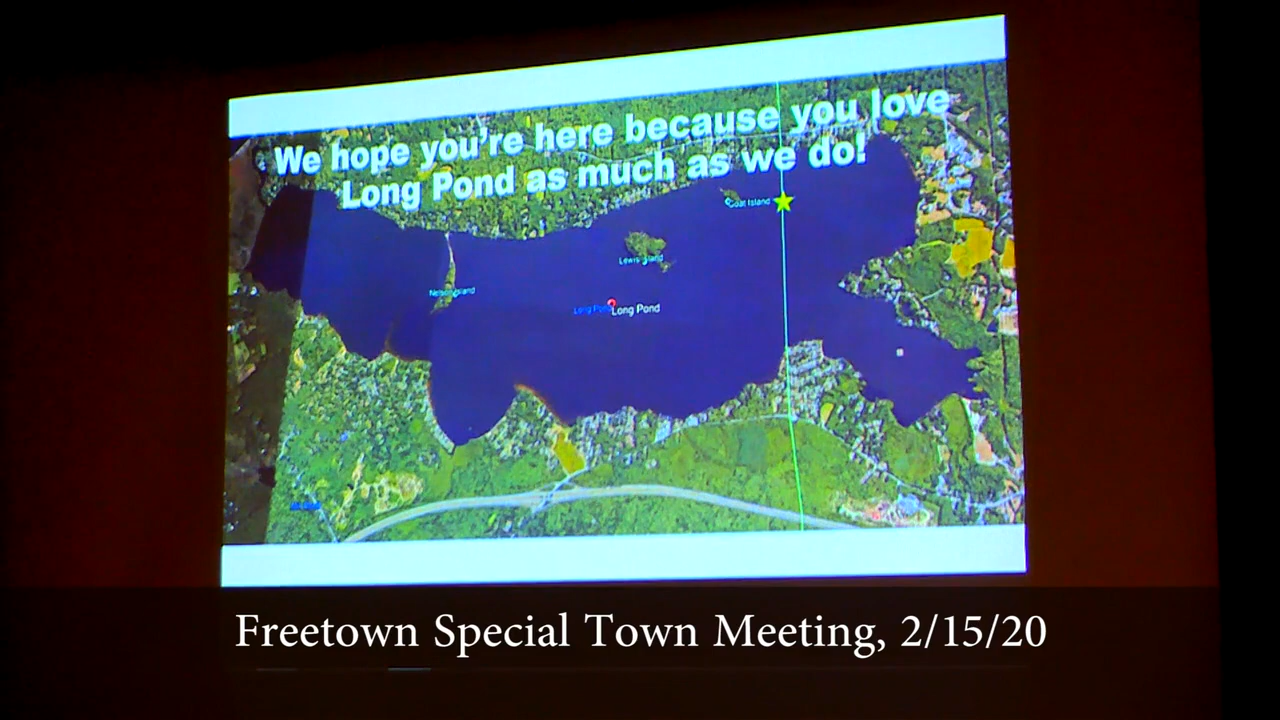 We hope you're here because you love
Long Pond as much as we do!
Goat Island
Lewis Island
Nelson Island
Long Pond
Long Pond
Freetown Special Town Meeting, 2/15/20